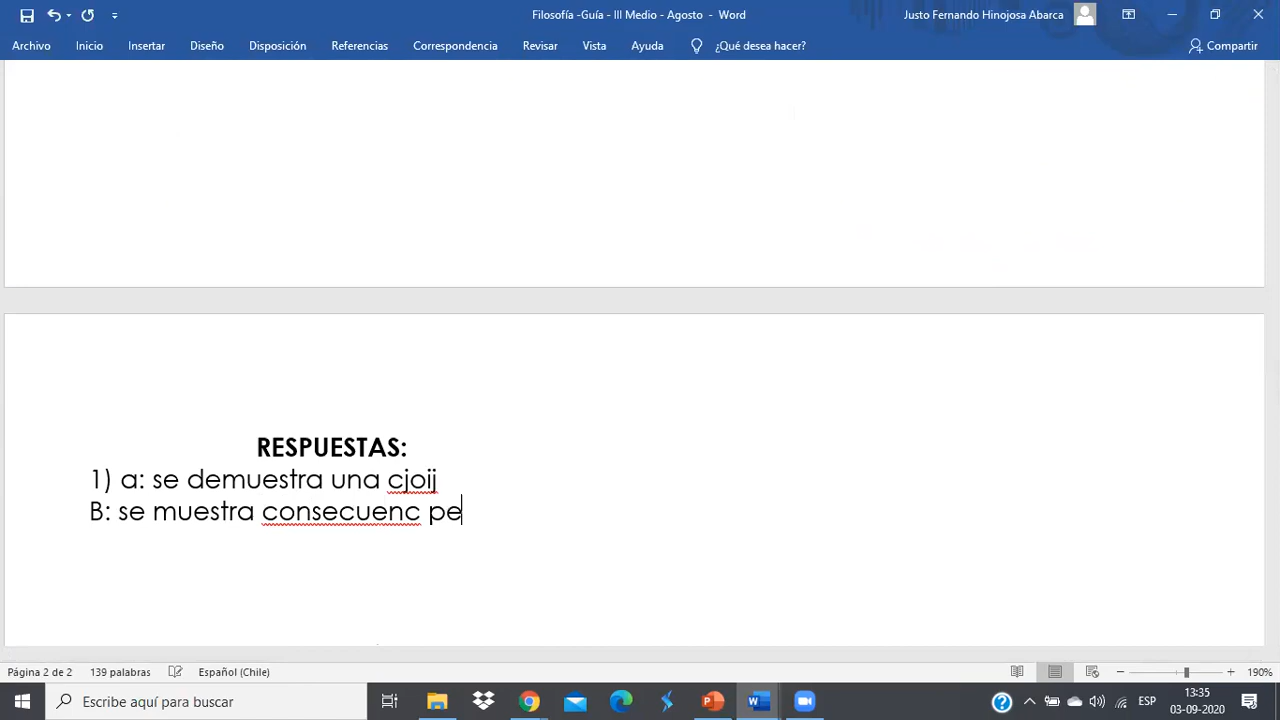 Filosofía -Guía - III Medio - Agosto - Word
Justo Fernando Hinojosa Abarca
Archivo Inicio Insertar Diseño Disposición Referencias Correspondencia Revisar Vista Ayuda ¿Qué desea hacer? Compartir
RESPUESTAS:
1) a: se demuestra una cjoij
B: se muestra consecuenc pe
Página 2 de 2 139 palabras Español (Chile) 190%
Escribe aquí para buscar
ESP
13:35
03-09-2020